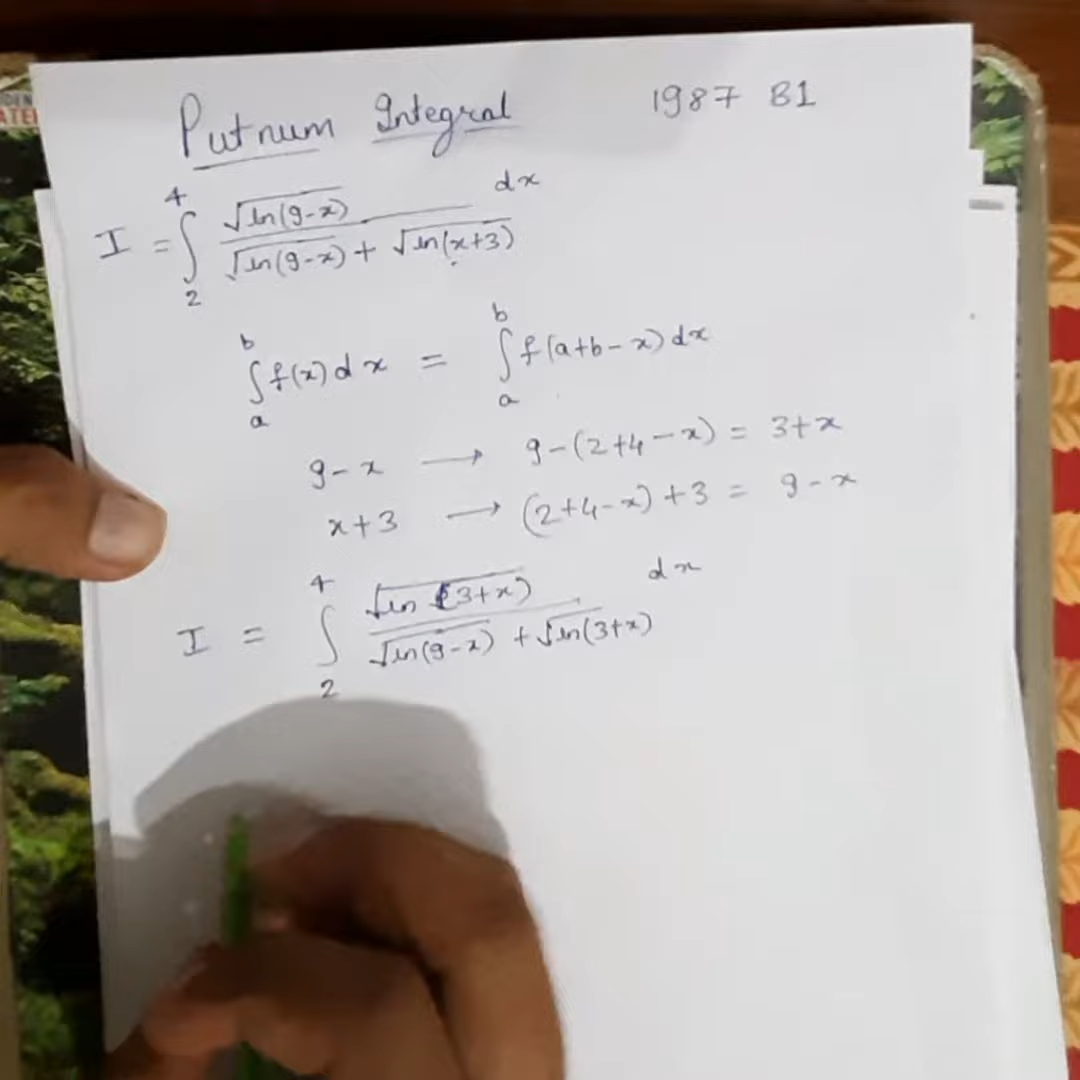 Putnum Integral 1987 B1
I = ∫₂⁴ √ln(9-x) / (√ln(9-x) + √ln(x+3)) dx
∫ₐᵇ f(x) dx = ∫ₐᵇ f(a+b-x) dx
9-x → 9-(2+4-x) = 3+x
x+3 → (2+4-x)+3 = 9-x
I = ∫₂⁴ √ln(3+x) / (√ln(9-x) + √ln(3+x)) dx